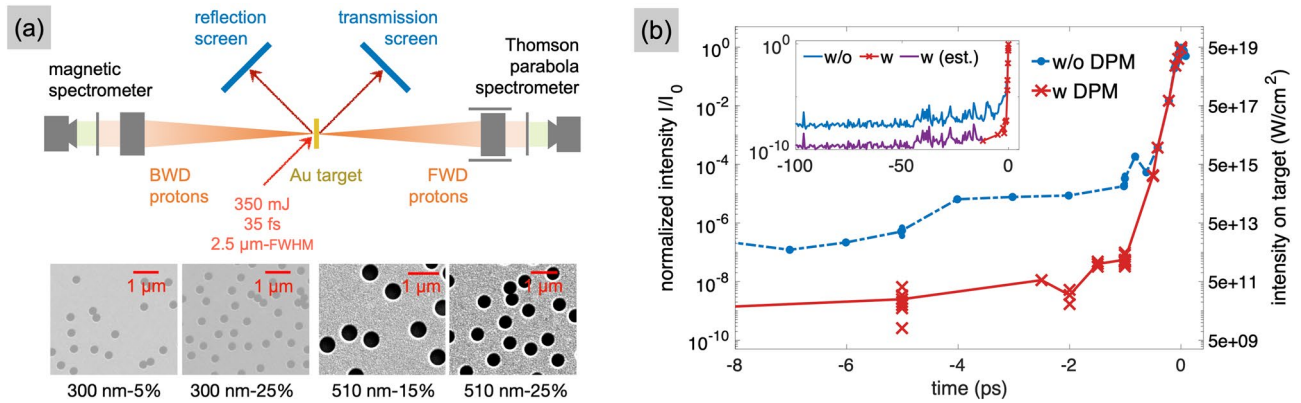 (a)
reflection
screen
transmission
screen
magnetic
spectrometer
Thomson
parabola
spectrometer
BWD
protons
Au target
FWD
protons
350 mJ
35 fs
2.5 μm-FWHM
1 μm
1 μm
1 μm
1 μm
300 nm-5%
300 nm-25%
510 nm-15%
510 nm-25%
(b)
normalized intensity I/I0
10^0
10^-2
10^-4
10^-6
10^-8
10^-10
10^0
10^-10
-100
-50
0
w/o
w
w (est.)
w/o DPM
w DPM
5e+19
5e+17
5e+15
5e+13
5e+11
5e+09
intensity on target (W/cm^2)
-8
-6
-4
-2
0
time (ps)